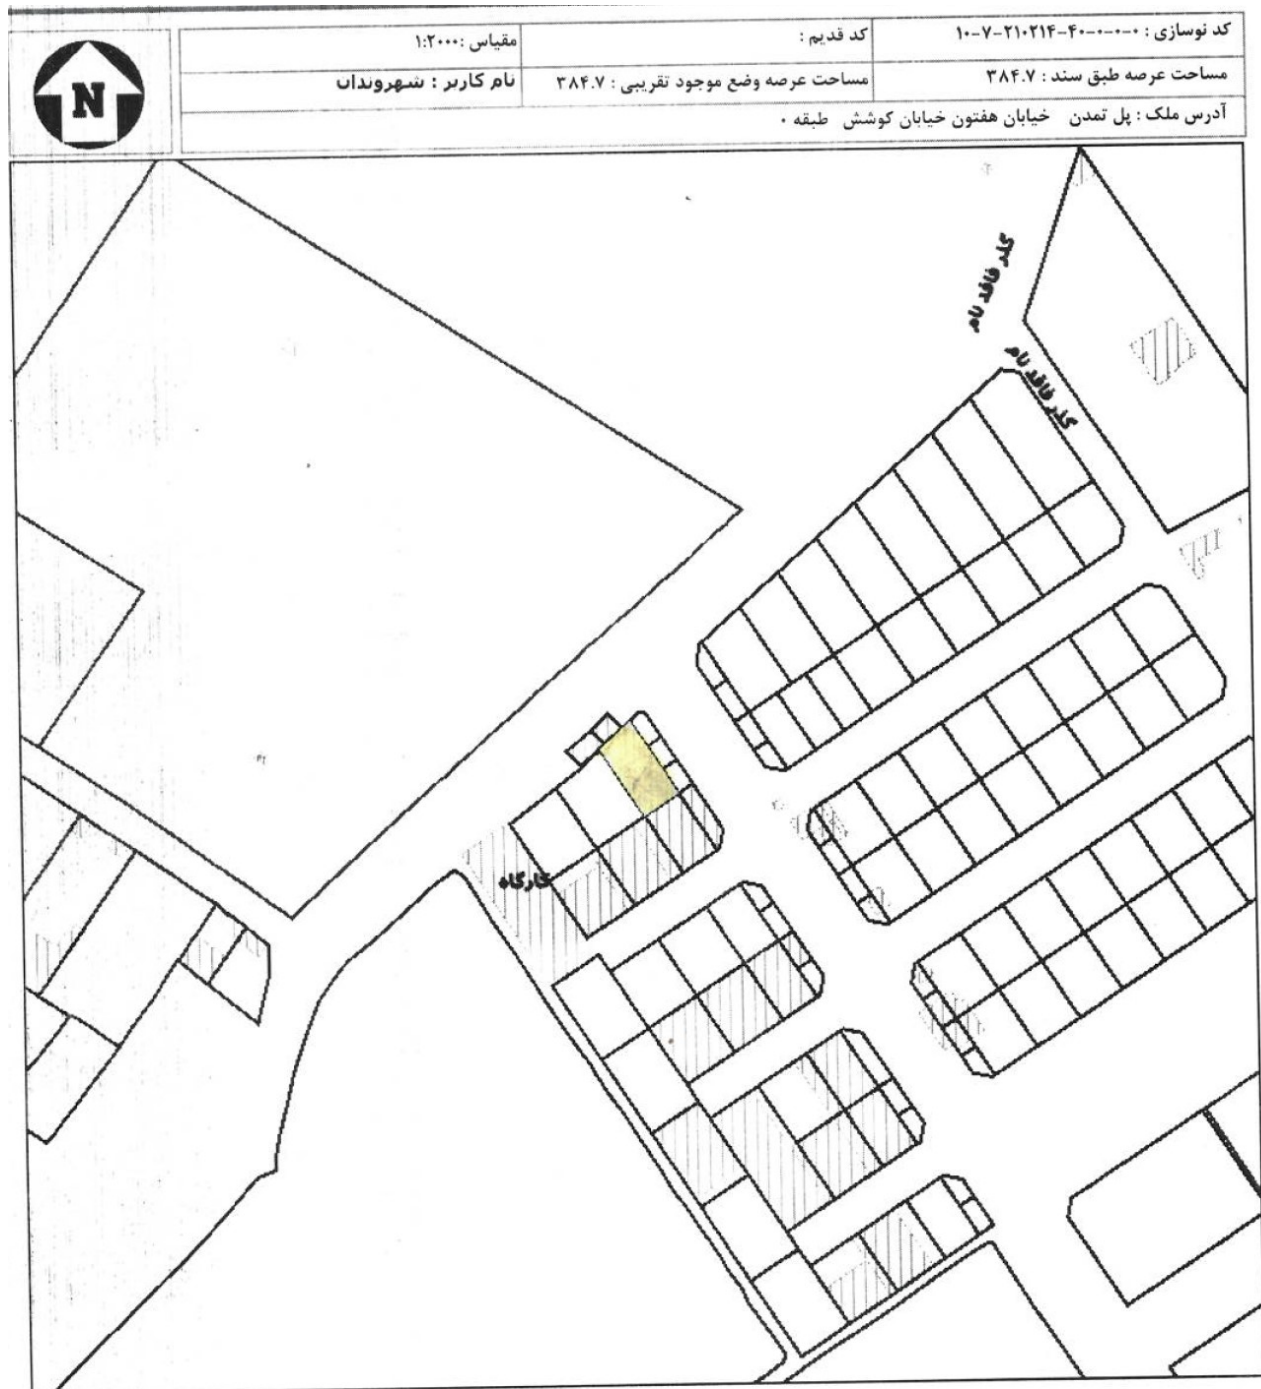 کد نوسازی : ۱۰-۷-۲۱۰۲۱۴-۴۰-۰-۰-۰
کد قدیم :
مقیاس :۱:۲۰۰۰
مساحت عرصه طبق سند : ۳۸۴.۷
مساحت عرصه وضع موجود تقریبی : ۳۸۴.۷
نام کاربر : شهروندان
آدرس ملک : پل تمدن خیابان هفتون خیابان کوشش طبقه ۰
N
گذر فاقد نام
گذر فاقد نام
کارگاه